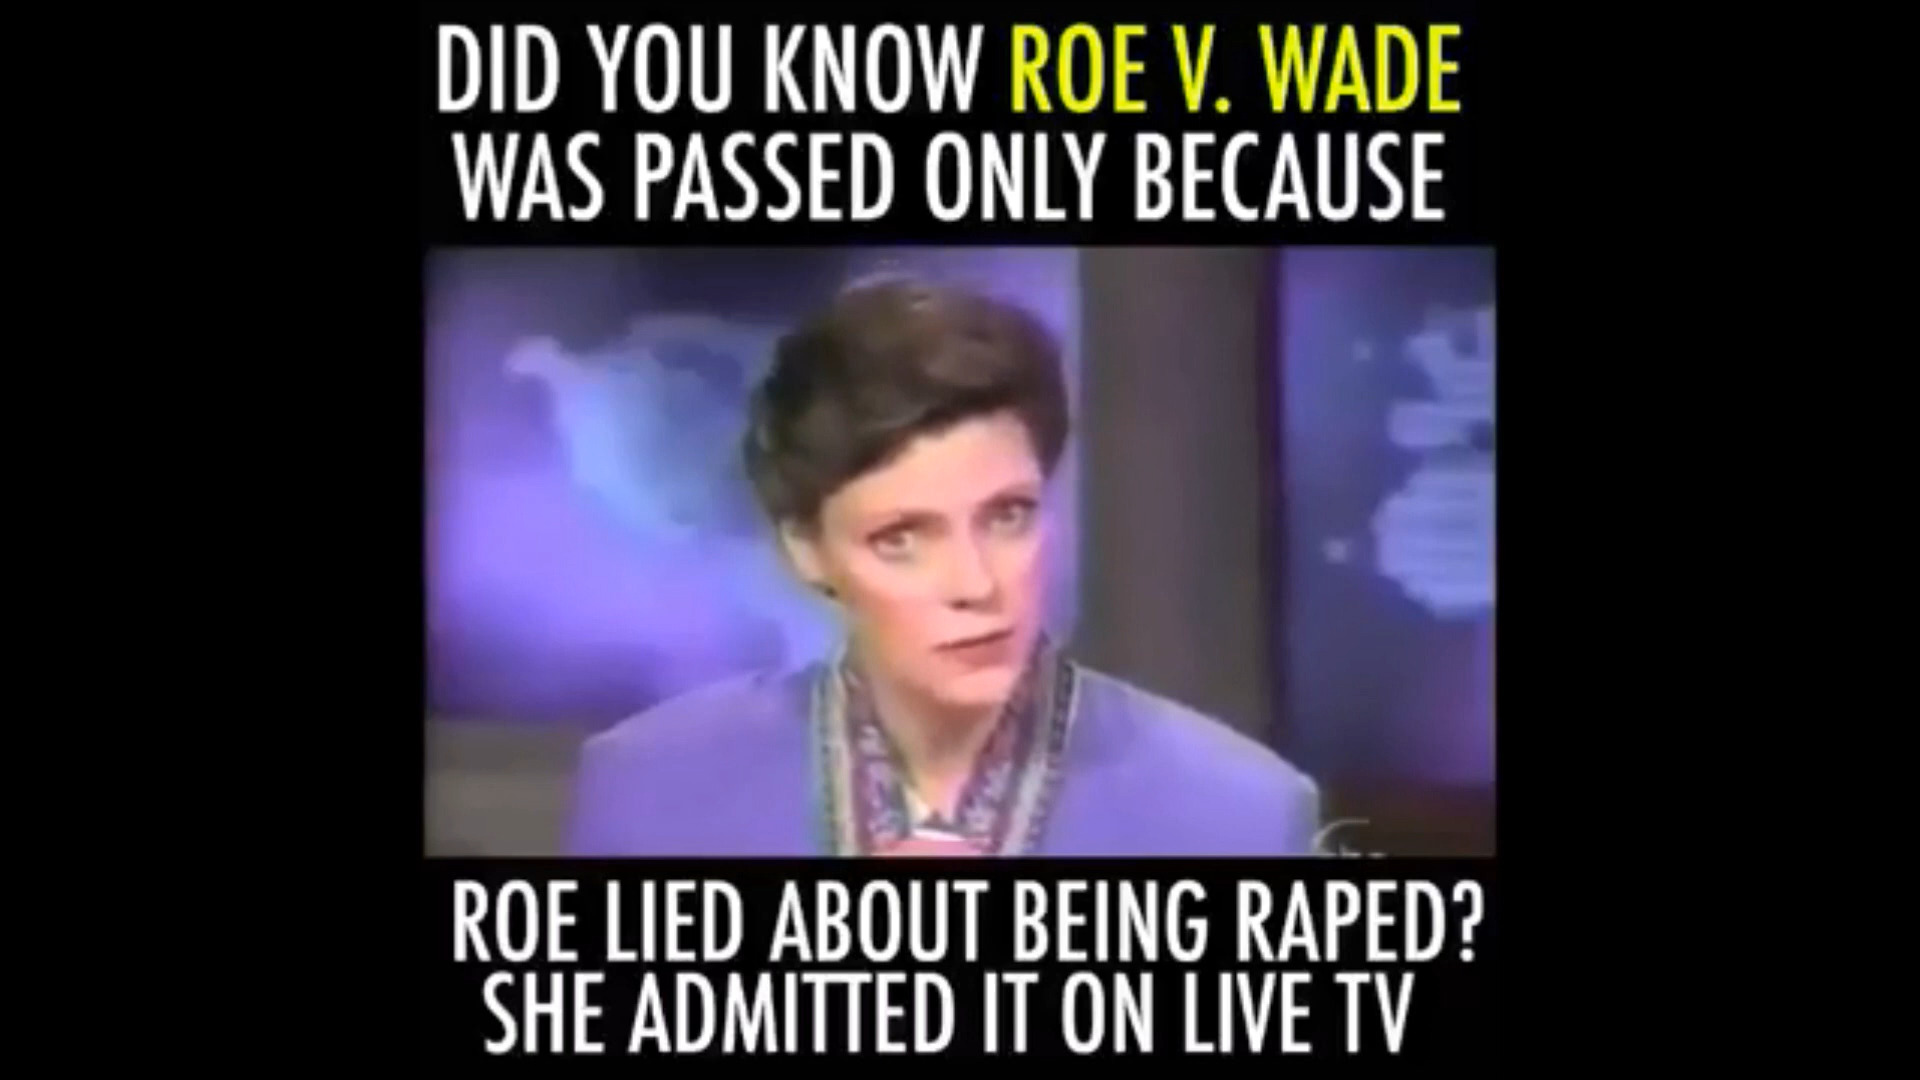 DID YOU KNOW ROE V. WADE
WAS PASSED ONLY BECAUSE
ROE LIED ABOUT BEING RAPED?
SHE ADMITTED IT ON LIVE TV